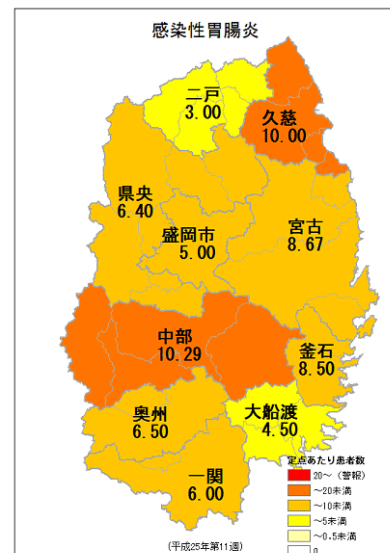 感染性胃腸炎
二戸
3.00
久慈
10.00
県央
6.40
盛岡市
5.00
宮古
8.67
中部
10.29
釜石
8.50
奥州
6.50
大船渡
4.50
一関
6.00
定点あたり患者数
20～（警報）
～20未満
～10未満
～5未満
～0.5未満
0
(平成25年第11週)